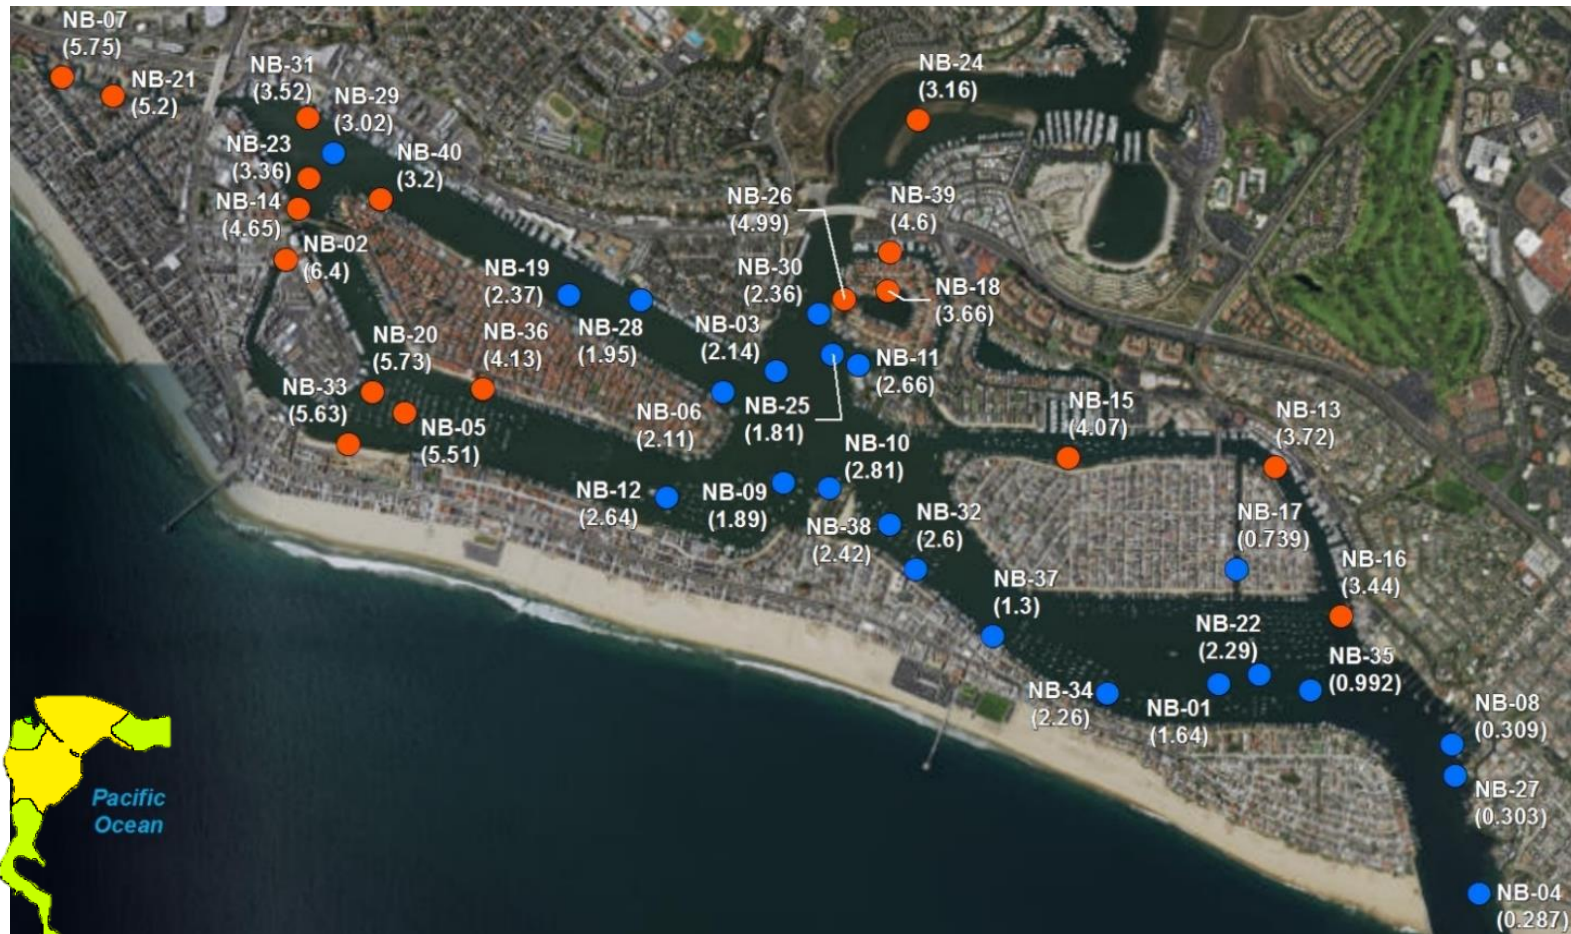 NB-07
(5.75)
NB-21
(5.2)
NB-31
(3.52)
NB-29
(3.02)
NB-23
(3.36)
NB-40
(3.2)
NB-14
(4.65)
NB-02
(6.4)
NB-24
(3.16)
NB-26
(4.99)
NB-39
(4.6)
NB-30
(2.36)
NB-18
(3.66)
NB-19
(2.37)
NB-28
(1.95)
NB-03
(2.14)
NB-11
(2.66)
NB-20
(5.73)
NB-36
(4.13)
NB-33
(5.63)
NB-05
(5.51)
NB-06
(2.11)
NB-25
(1.81)
NB-15
(4.07)
NB-13
(3.72)
NB-10
(2.81)
NB-12
(2.64)
NB-09
(1.89)
NB-38
(2.42)
NB-32
(2.6)
NB-17
(0.739)
NB-16
(3.44)
NB-37
(1.3)
NB-22
(2.29)
NB-35
(0.992)
NB-34
(2.26)
NB-01
(1.64)
NB-08
(0.309)
NB-27
(0.303)
NB-04
(0.287)
Pacific
Ocean